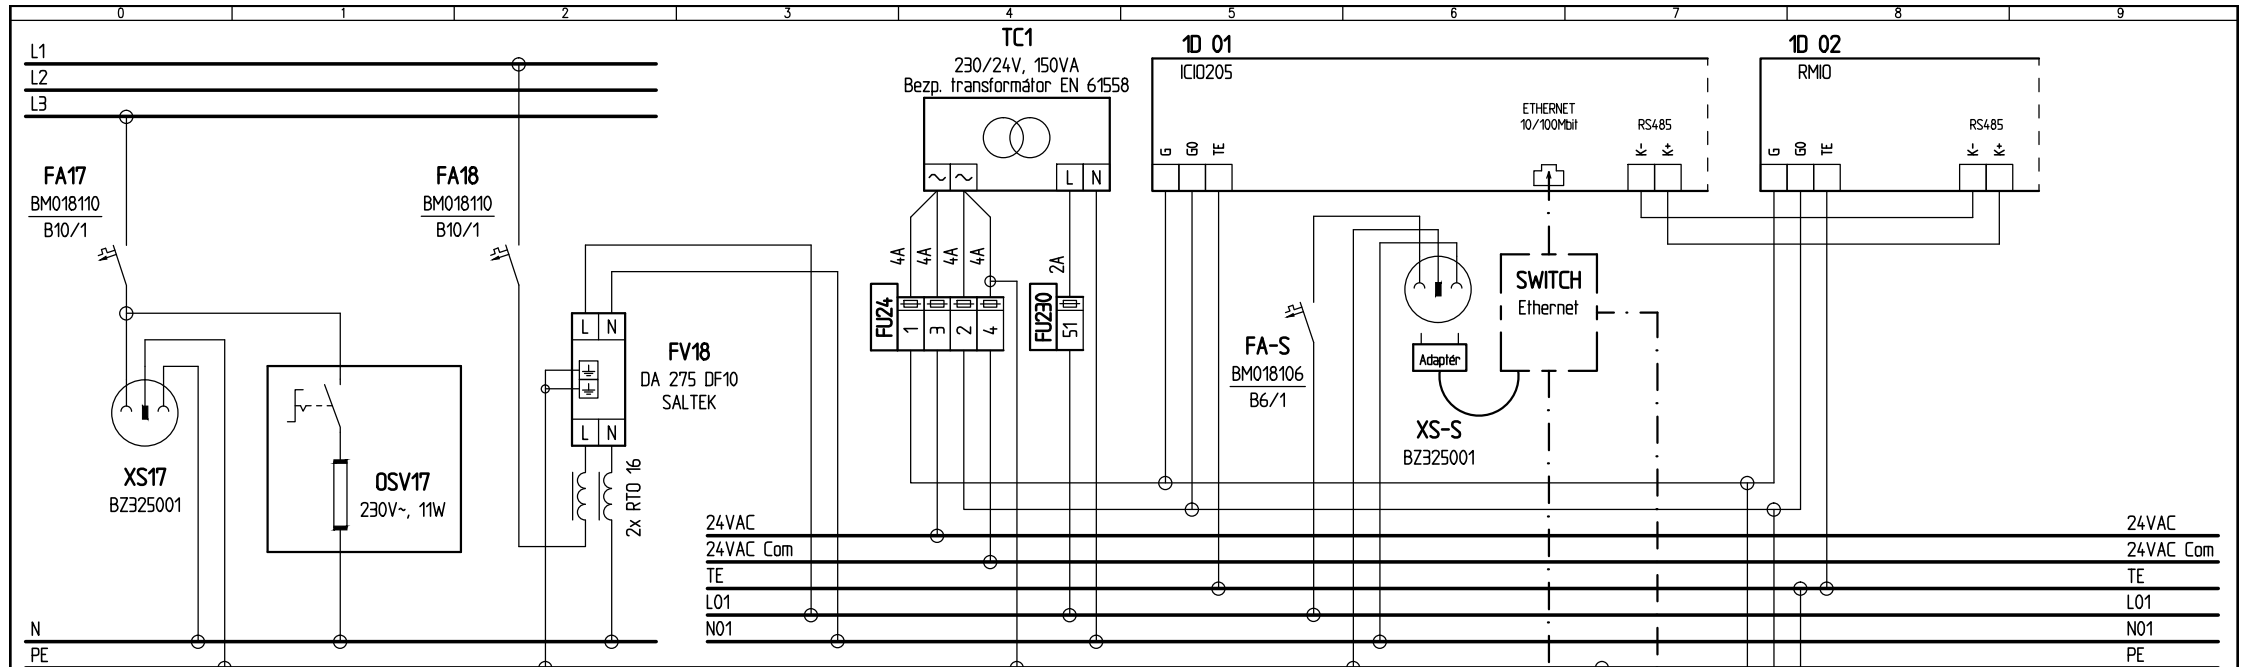 0 1 2 3 4 5 6 7 8 9
L1
L2
L3
FA17
BM018110
B10/1
XS17
BZ325001
OSV17
230V~, 11W
FA18
BM018110
B10/1
L N
L N
FV18
DA 275 DF10
SALTEK
2x RTO 16
TC1
230/24V, 150VA
Bezp. transformátor EN 61558
~ ~ L N
4A 4A 4A 4A 2A
FU24 1 3 2 4
FU230 51
1D 01
ICIO205
ETHERNET
10/100Mbit
RS485
G G0 TE K- K+
1D 02
RMIO
RS485
G G0 TE K- K+
SWITCH
Ethernet
Adaptér
FA-S
BM018106
B6/1
XS-S
BZ325001
24VAC 24VAC
24VAC Com 24VAC Com
TE TE
L01 L01
N01 N01
N
PE PE